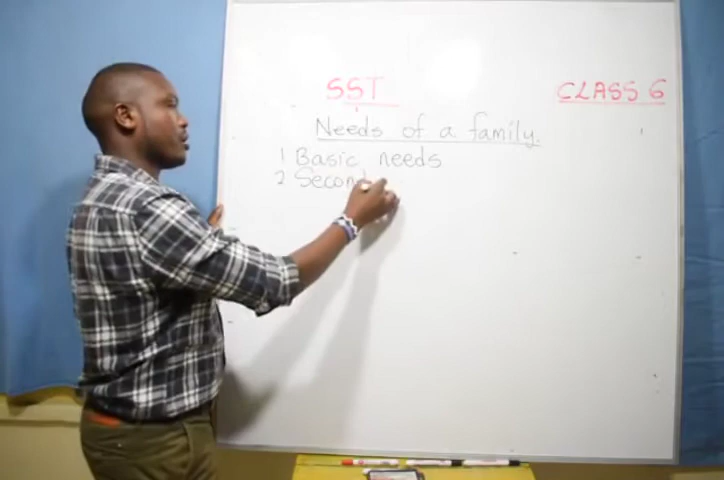 SST
CLASS 6
Needs of a family.
1 Basic needs
2 Second